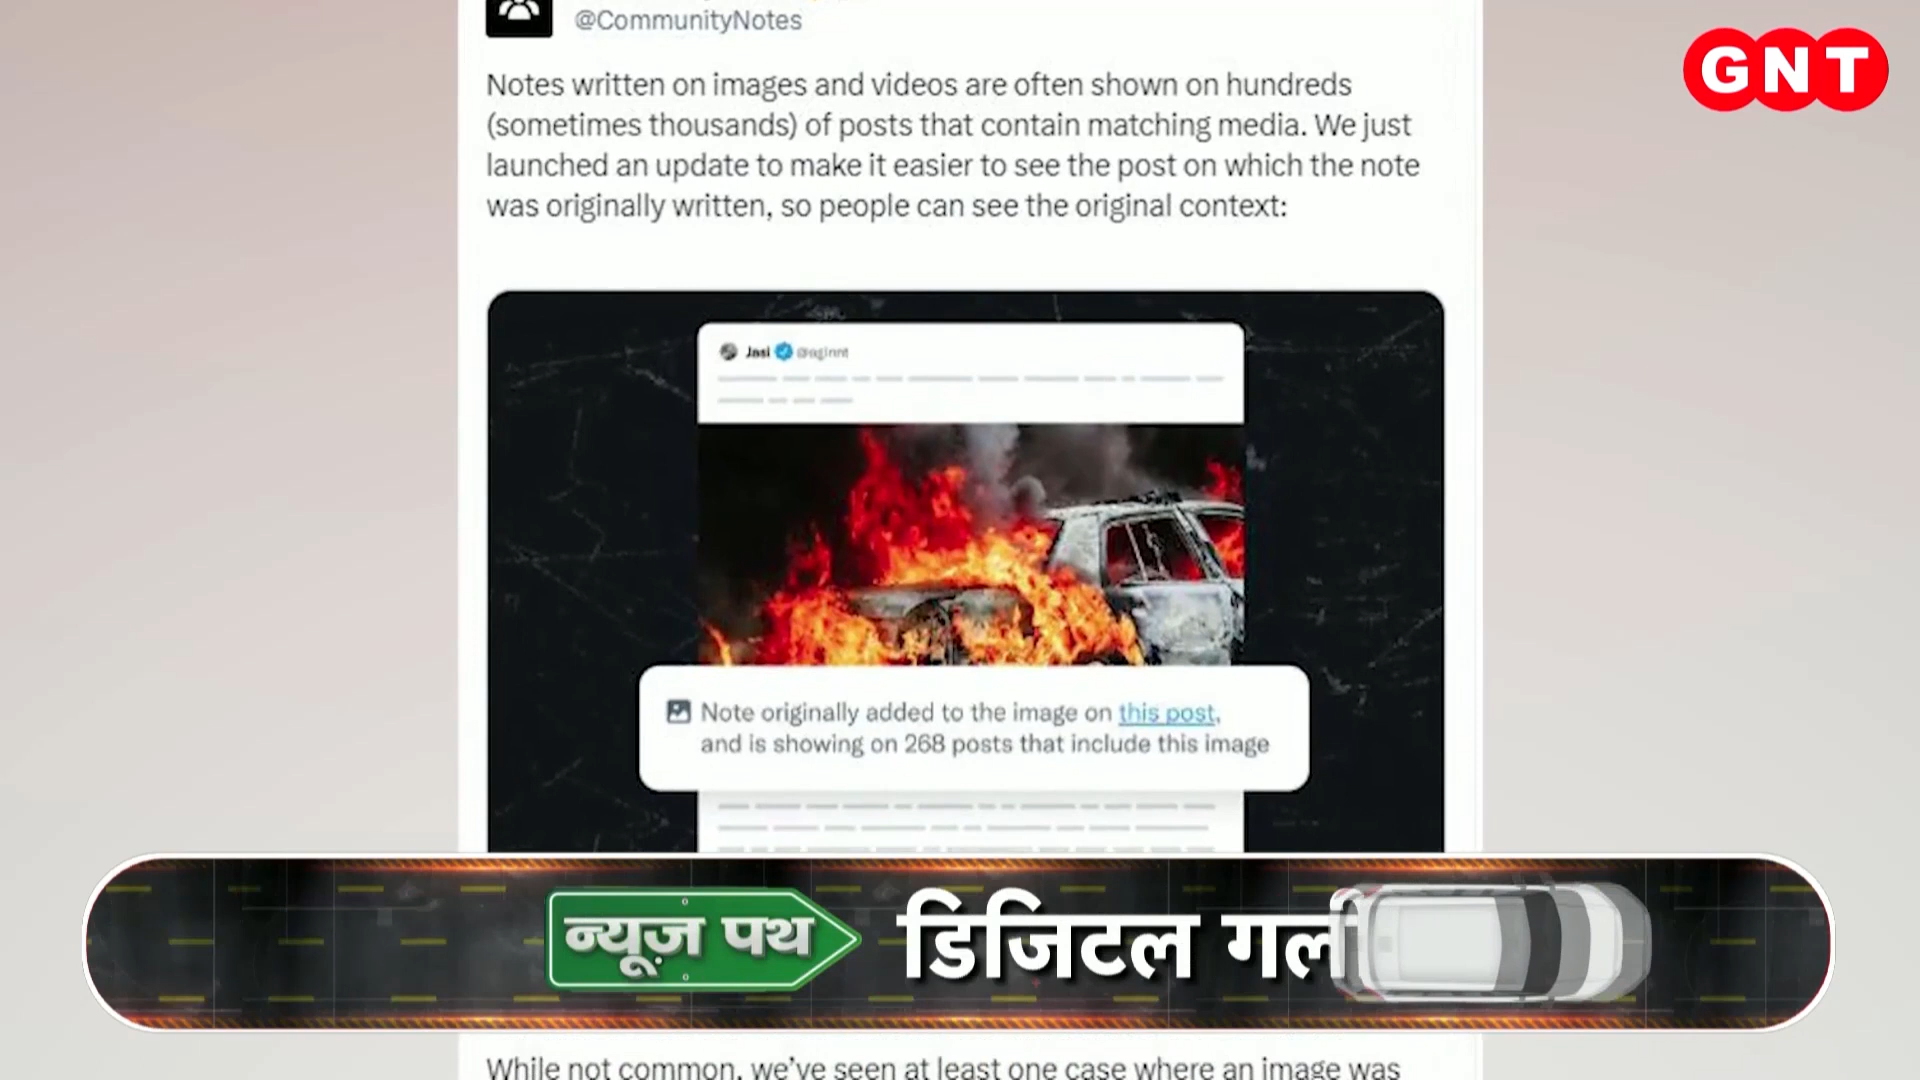 @CommunityNotes
GNT
Notes written on images and videos are often shown on hundreds
(sometimes thousands) of posts that contain matching media. We just
launched an update to make it easier to see the post on which the note
was originally written, so people can see the original context:
Jasi @aginnt
Note originally added to the image on this post,
and is showing on 268 posts that include this image
न्यूज़ पथ
डिजिटल गली
While not common, we've seen at least one case where an image was